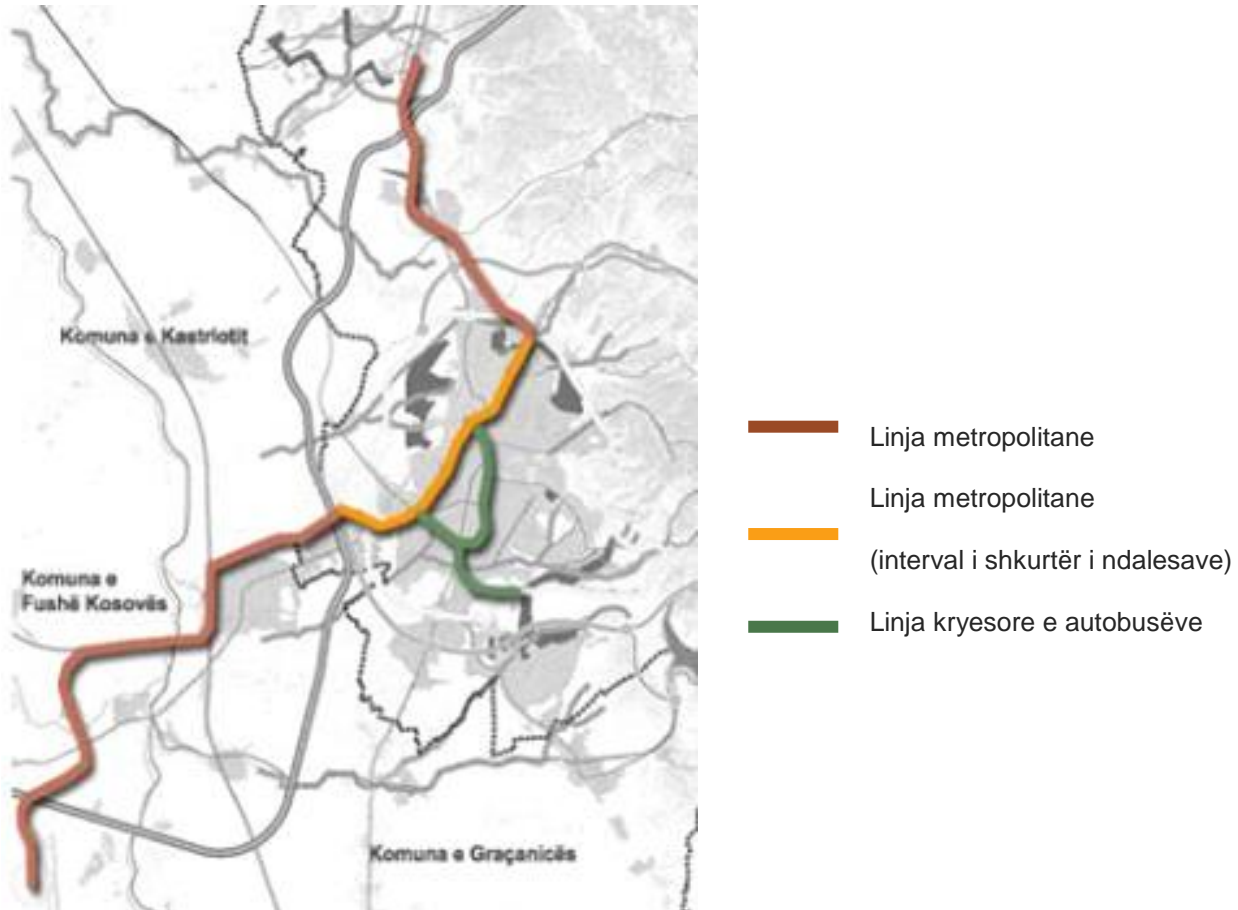 Komuna e Kastriotit
Komuna e
Fushë Kosovës
Komuna e Graçanicës
Linja metropolitane
Linja metropolitane
(interval i shkurtër i ndalesave)
Linja kryesore e autobusëve